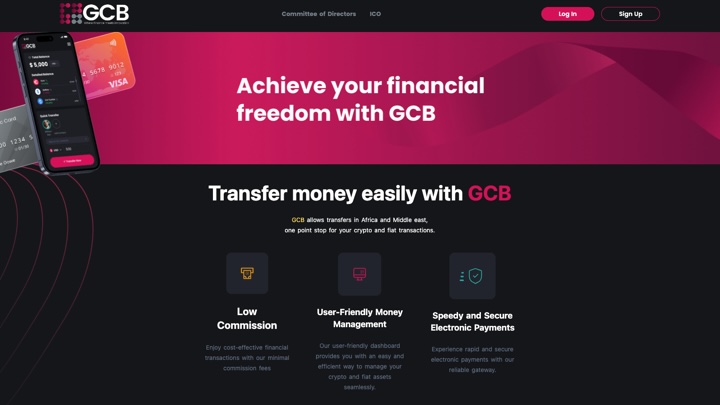 GCB
Committee of Directors
ICO
Log In
Sign Up
GCB
Total Balance
$ 5,000
VISA
Achieve your financial
freedom with GCB
Transfer money easily with GCB
GCB allows transfers in Africa and Middle east,
one point stop for your crypto and fiat transactions.
Low
Commission
Enjoy cost-effective financial
transactions with our minimal
commission fees
User-Friendly Money
Management
Our user-friendly dashboard
provides you with an easy and
efficient way to manage your
crypto and fiat assets
seamlessly.
Speedy and Secure
Electronic Payments
Experience rapid and secure
electronic payments with our
reliable gateway.